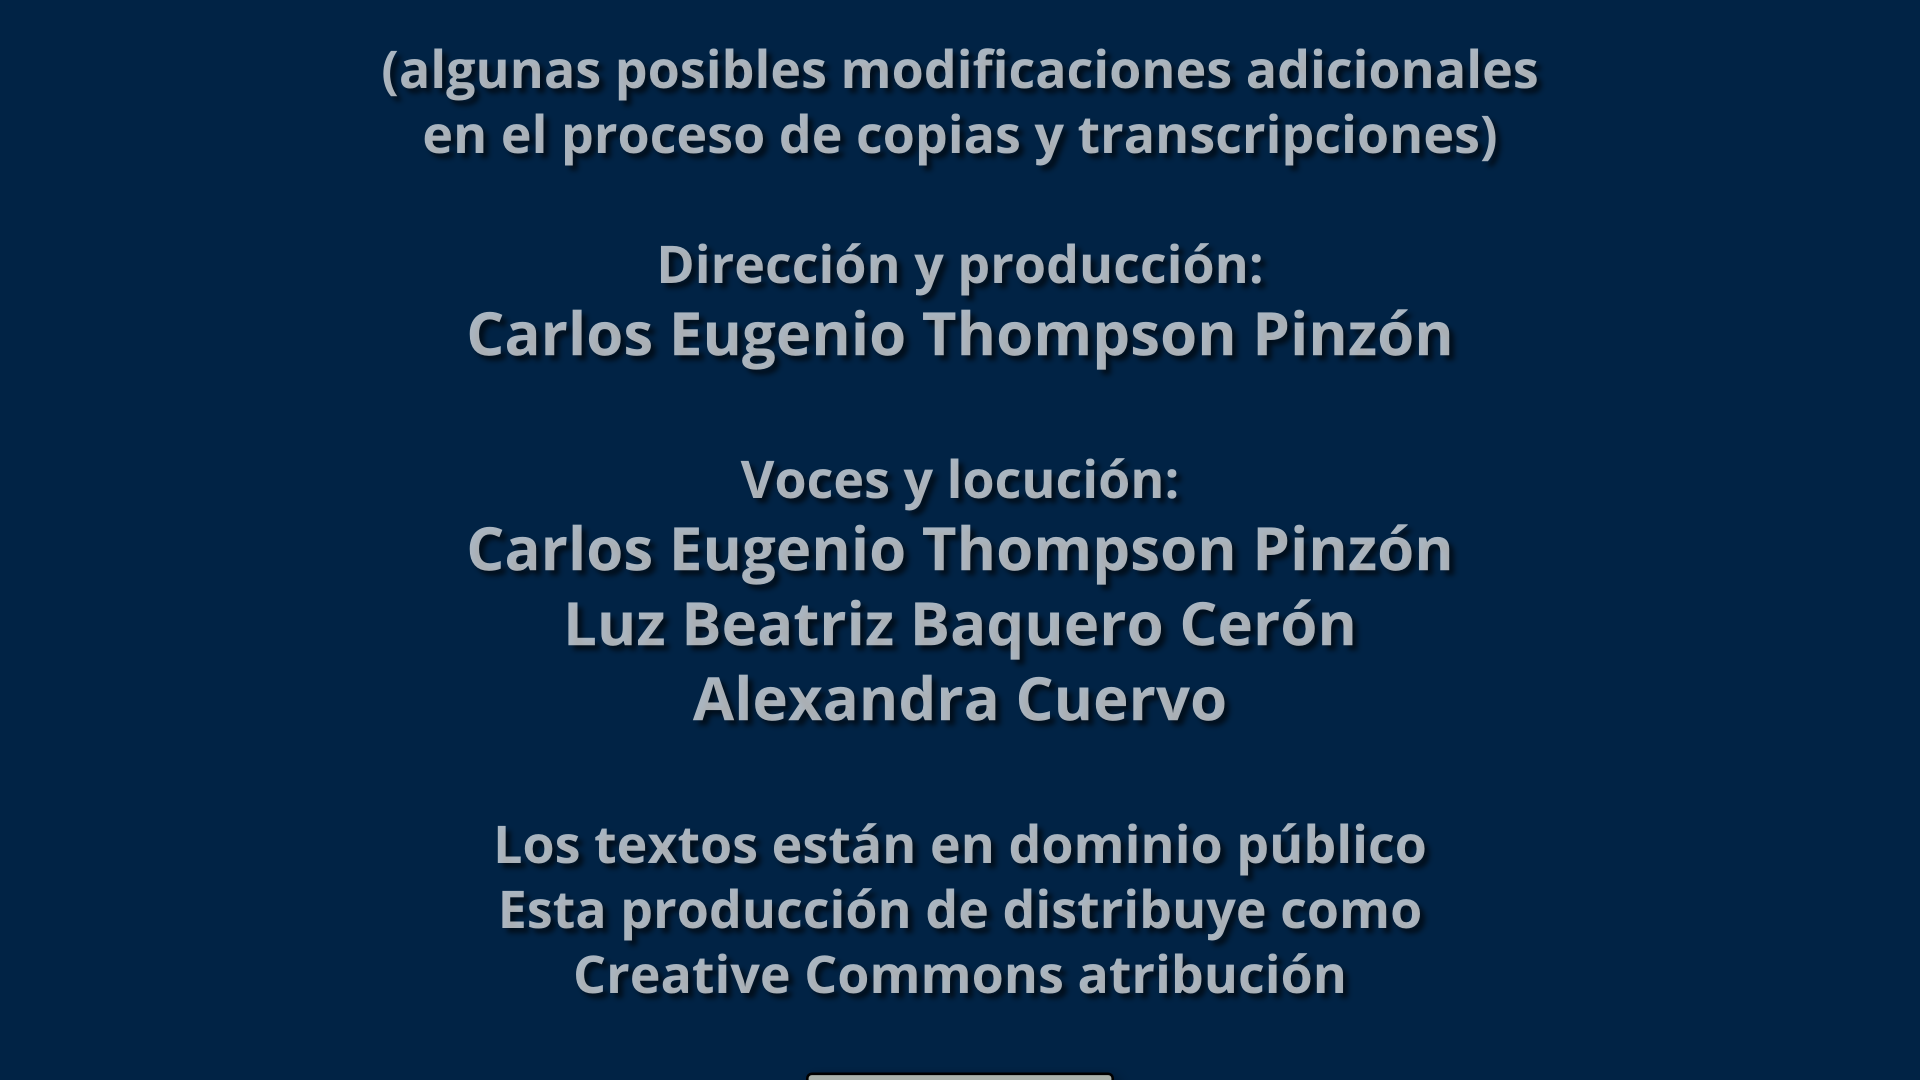 (algunas posibles modificaciones adicionales
en el proceso de copias y transcripciones)
Dirección y producción:
Carlos Eugenio Thompson Pinzón
Voces y locución:
Carlos Eugenio Thompson Pinzón
Luz Beatriz Baquero Cerón
Alexandra Cuervo
Los textos están en dominio público
Esta producción de distribuye como
Creative Commons atribución